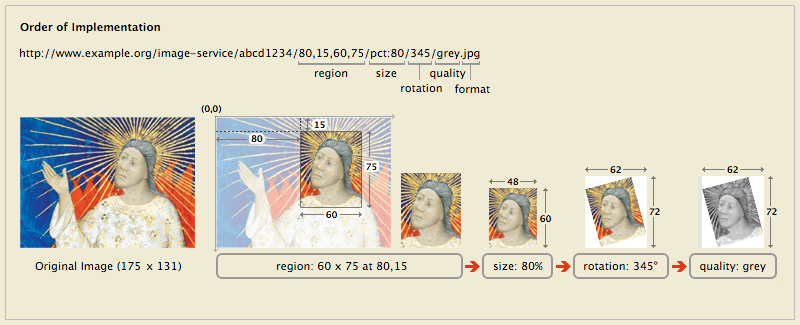 Order of Implementation
http://www.example.org/image-service/abcd1234/80,15,60,75/pct:80/345/grey.jpg
region size quality
rotation format
(0,0)
15
80
75
60
48
60
62
72
62
72
Original Image (175 x 131)
region: 60 x 75 at 80,15
size: 80%
rotation: 345°
quality: grey